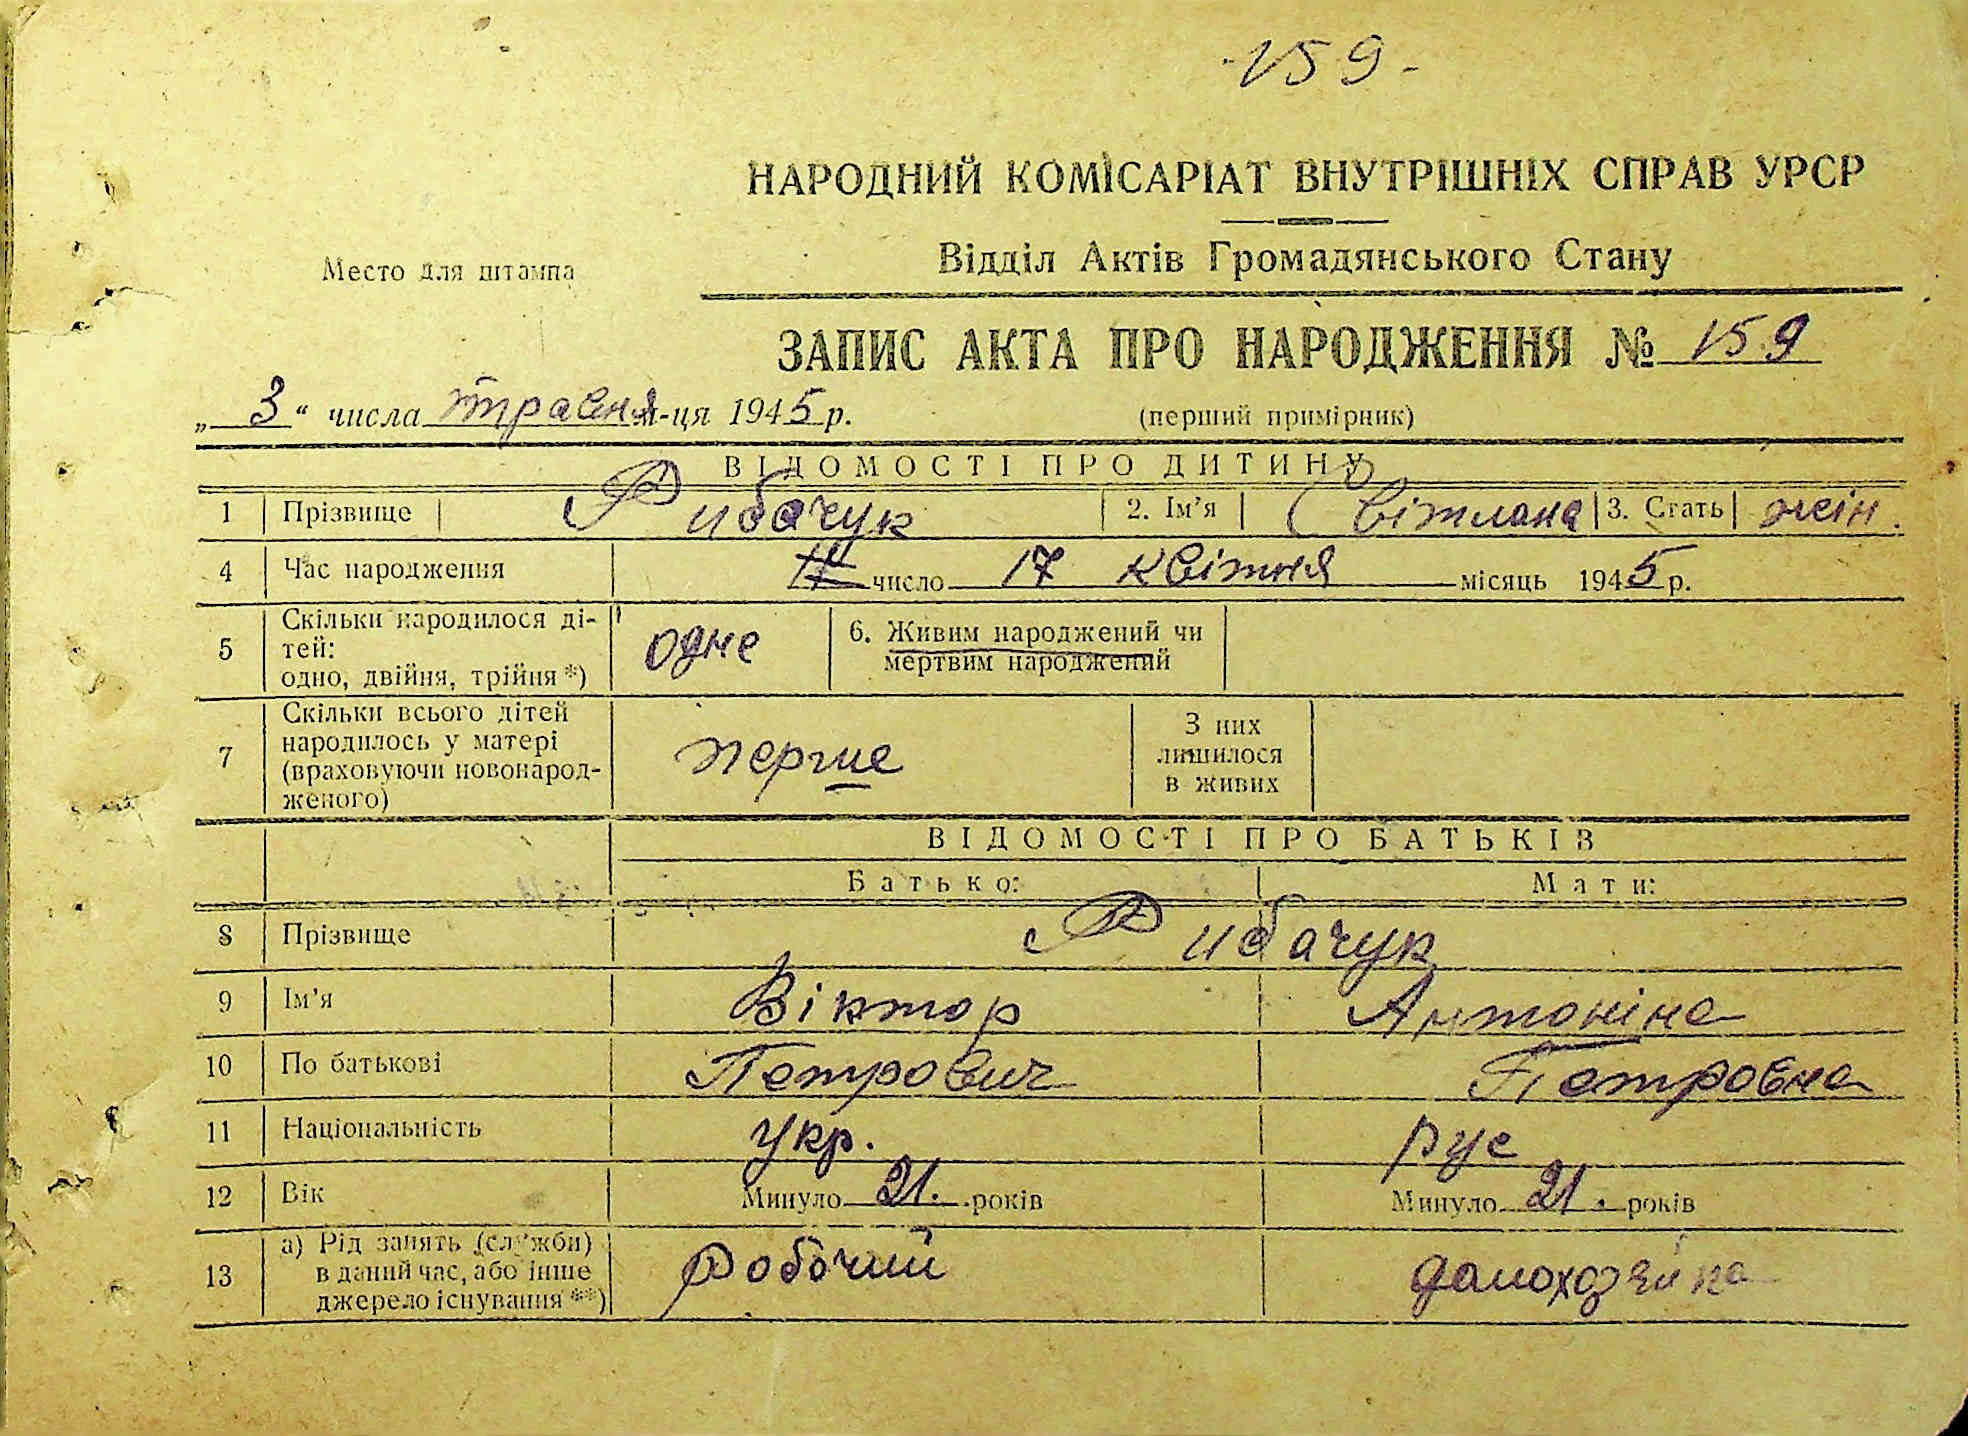 -159-
НАРОДНИЙ КОМІСАРІАТ ВНУТРІШНІХ СПРАВ УРСР
Место для штампа
Відділ Актів Громадянського Стану
ЗАПИС АКТА ПРО НАРОДЖЕННЯ № 159
„3“ числа травня м-ця 1945 р. (перший примірник)
ВІДОМОСТІ ПРО ДИТИНУ
1 Прізвище Рибачук 2. Ім'я Світлана 3. Стать жін.
4 Час народження число 17 квітня місяць 1945 р.
5 Скільки народилося ді-
тей:
одно, двійня, трійня *) одне 6. Живим народжений чи
мертвим народжений
7 Скільки всього дітей
народилось у матері
(враховуючи новонарод-
женого) перше З них
лишилося
в живих
ВІДОМОСТІ ПРО БАТЬКІВ
Батько: Мати:
8 Прізвище Рибачук
9 Ім'я Віктор Антоніна
10 По батькові Петрович Петровна
11 Національність укр. рус
12 Вік Минуло 21. років Минуло 21. років
13 а) Рід занять (служби)
в даний час, або інше
джерело існування **) робочий домохозяйка